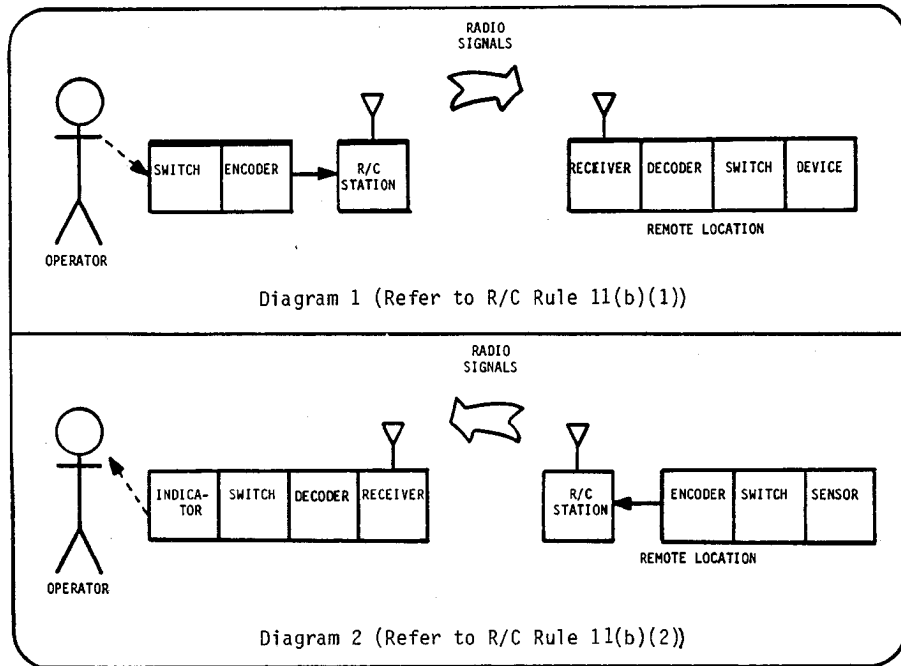 RADIO
SIGNALS
SWITCH
ENCODER
R/C
STATION
RECEIVER
DECODER
SWITCH
DEVICE
REMOTE LOCATION
OPERATOR
Diagram 1 (Refer to R/C Rule 11(b)(1))
RADIO
SIGNALS
INDICA-
TOR
SWITCH
DECODER
RECEIVER
R/C
STATION
ENCODER
SWITCH
SENSOR
REMOTE LOCATION
OPERATOR
Diagram 2 (Refer to R/C Rule 11(b)(2))